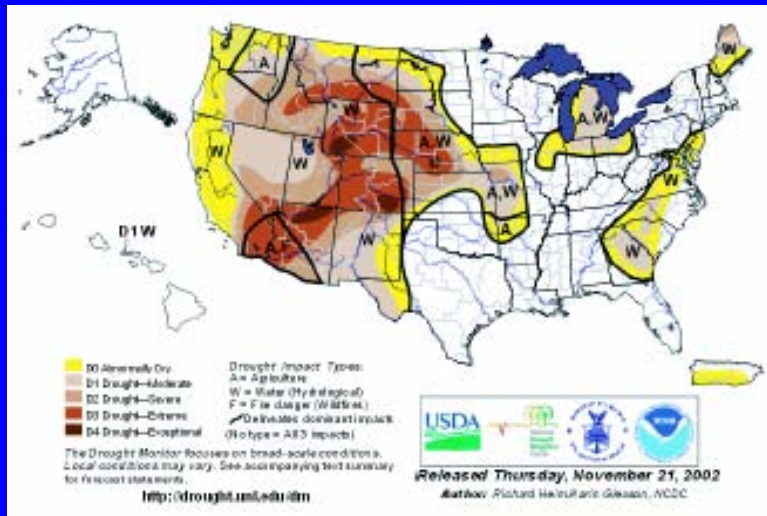 A
W
W
W
A,W
A,W
A
W
A
W
A,W
W
W
W
D1 W
D0 Abnormally Dry
D1 Drought—Moderate
D2 Drought—Severe
D3 Drought—Extreme
D4 Drought—Exceptional
Drought Impact Types:
A = Agriculture
W = Water (Hydrological)
F = Fire danger (Wildfires)
Delineates dominant impacts
(No type = All 3 impacts)
The Drought Monitor focuses on broad-scale conditions.
Local conditions may vary. See accompanying text summary
for forecast statements.
http://drought.unl.edu/dm
USDA
Released Thursday, November 21, 2002
Author: Richard Heim/Karin Gleason, NCDC